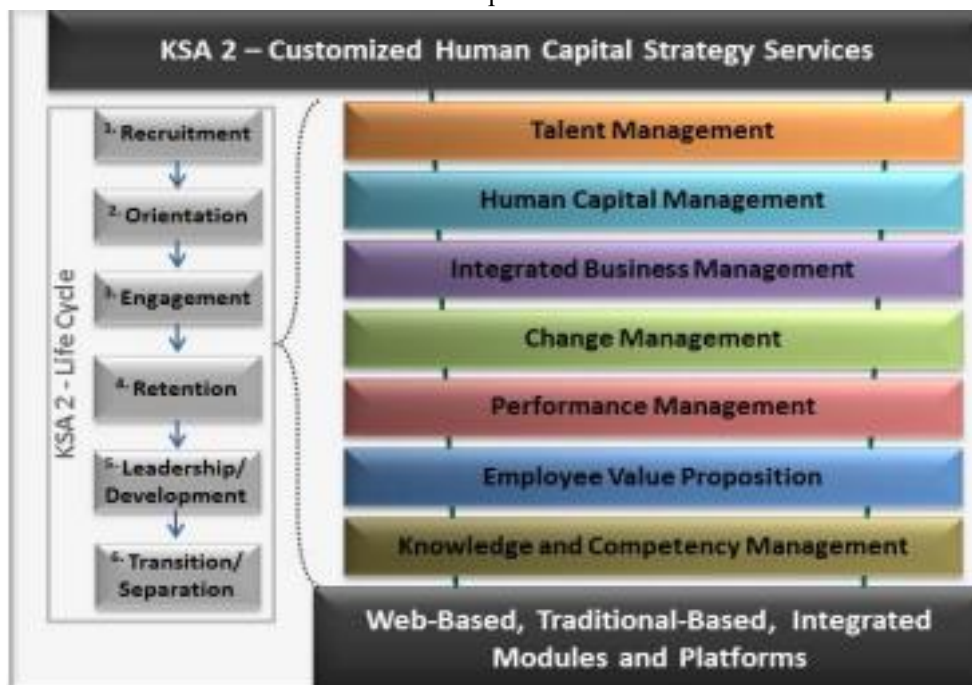 KSA 2 – Customized Human Capital Strategy Services
KSA 2 - Life Cycle
1. Recruitment
2. Orientation
3. Engagement
4. Retention
5. Leadership/
Development
6. Transition/
Separation
Talent Management
Human Capital Management
Integrated Business Management
Change Management
Performance Management
Employee Value Proposition
Knowledge and Competency Management
Web-Based, Traditional-Based, Integrated
Modules and Platforms